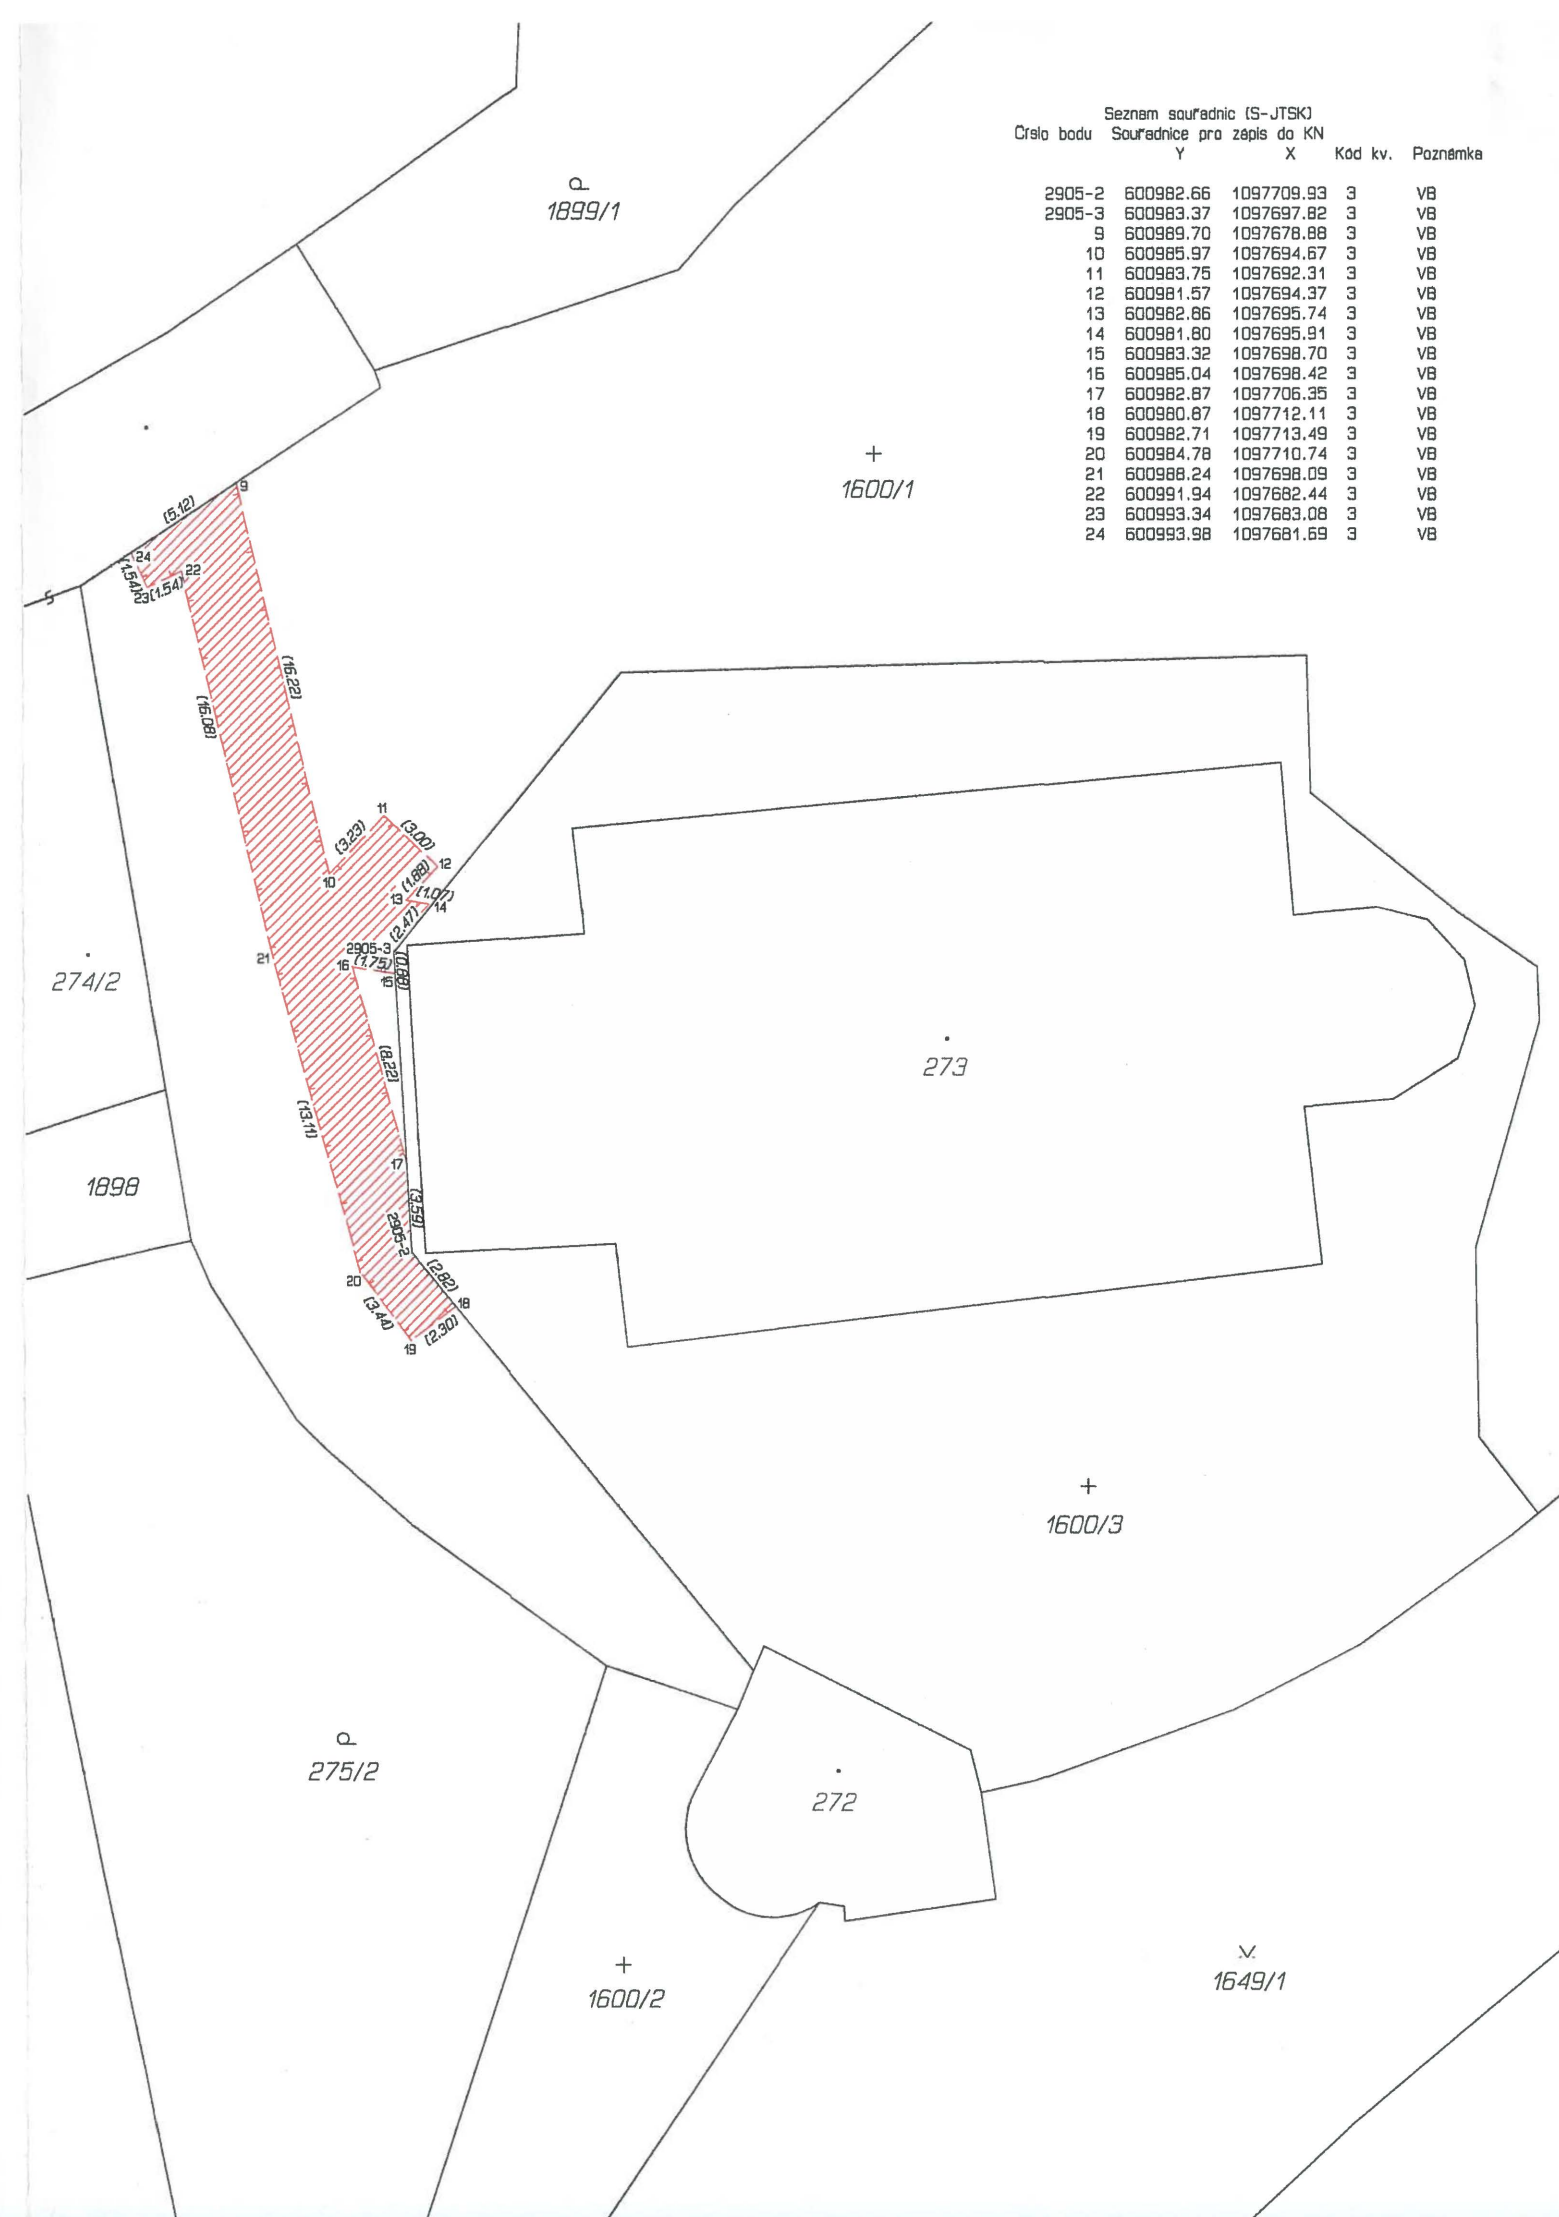 Seznam souřadnic (S-JTSK)
Číslo bodu Souřadnice pro zápis do KN
Y X Kód kv. Poznámka
2905-2 600982.66 1097709.93 3 VB
2905-3 600983.37 1097697.82 3 VB
9 600989.70 1097678.88 3 VB
10 600985.97 1097694.67 3 VB
11 600983.75 1097692.31 3 VB
12 600981.57 1097694.37 3 VB
13 600982.86 1097695.74 3 VB
14 600981.80 1097695.91 3 VB
15 600983.32 1097698.70 3 VB
16 600985.04 1097698.42 3 VB
17 600982.87 1097706.35 3 VB
18 600980.87 1097712.11 3 VB
19 600982.71 1097713.49 3 VB
20 600984.78 1097710.74 3 VB
21 600988.24 1097698.09 3 VB
22 600991.94 1097682.44 3 VB
23 600993.34 1097683.08 3 VB
24 600993.98 1097681.69 3 VB
1899/1
1600/1
9
(5.12)
24
22
(1.54)
23
(1.54)
(16.22)
(16.08)
11
(3.23)
(3.00)
12
10
(1.88)
13
(1.07)
14
(2.47)
2905-3
21
16
(1.75)
15
(0.88)
274/2
273
(8.22)
(13.11)
17
1898
(3.59)
2905-2
20
(2.82)
18
(3.44)
(2.30)
19
1600/3
275/2
272
1600/2
1649/1